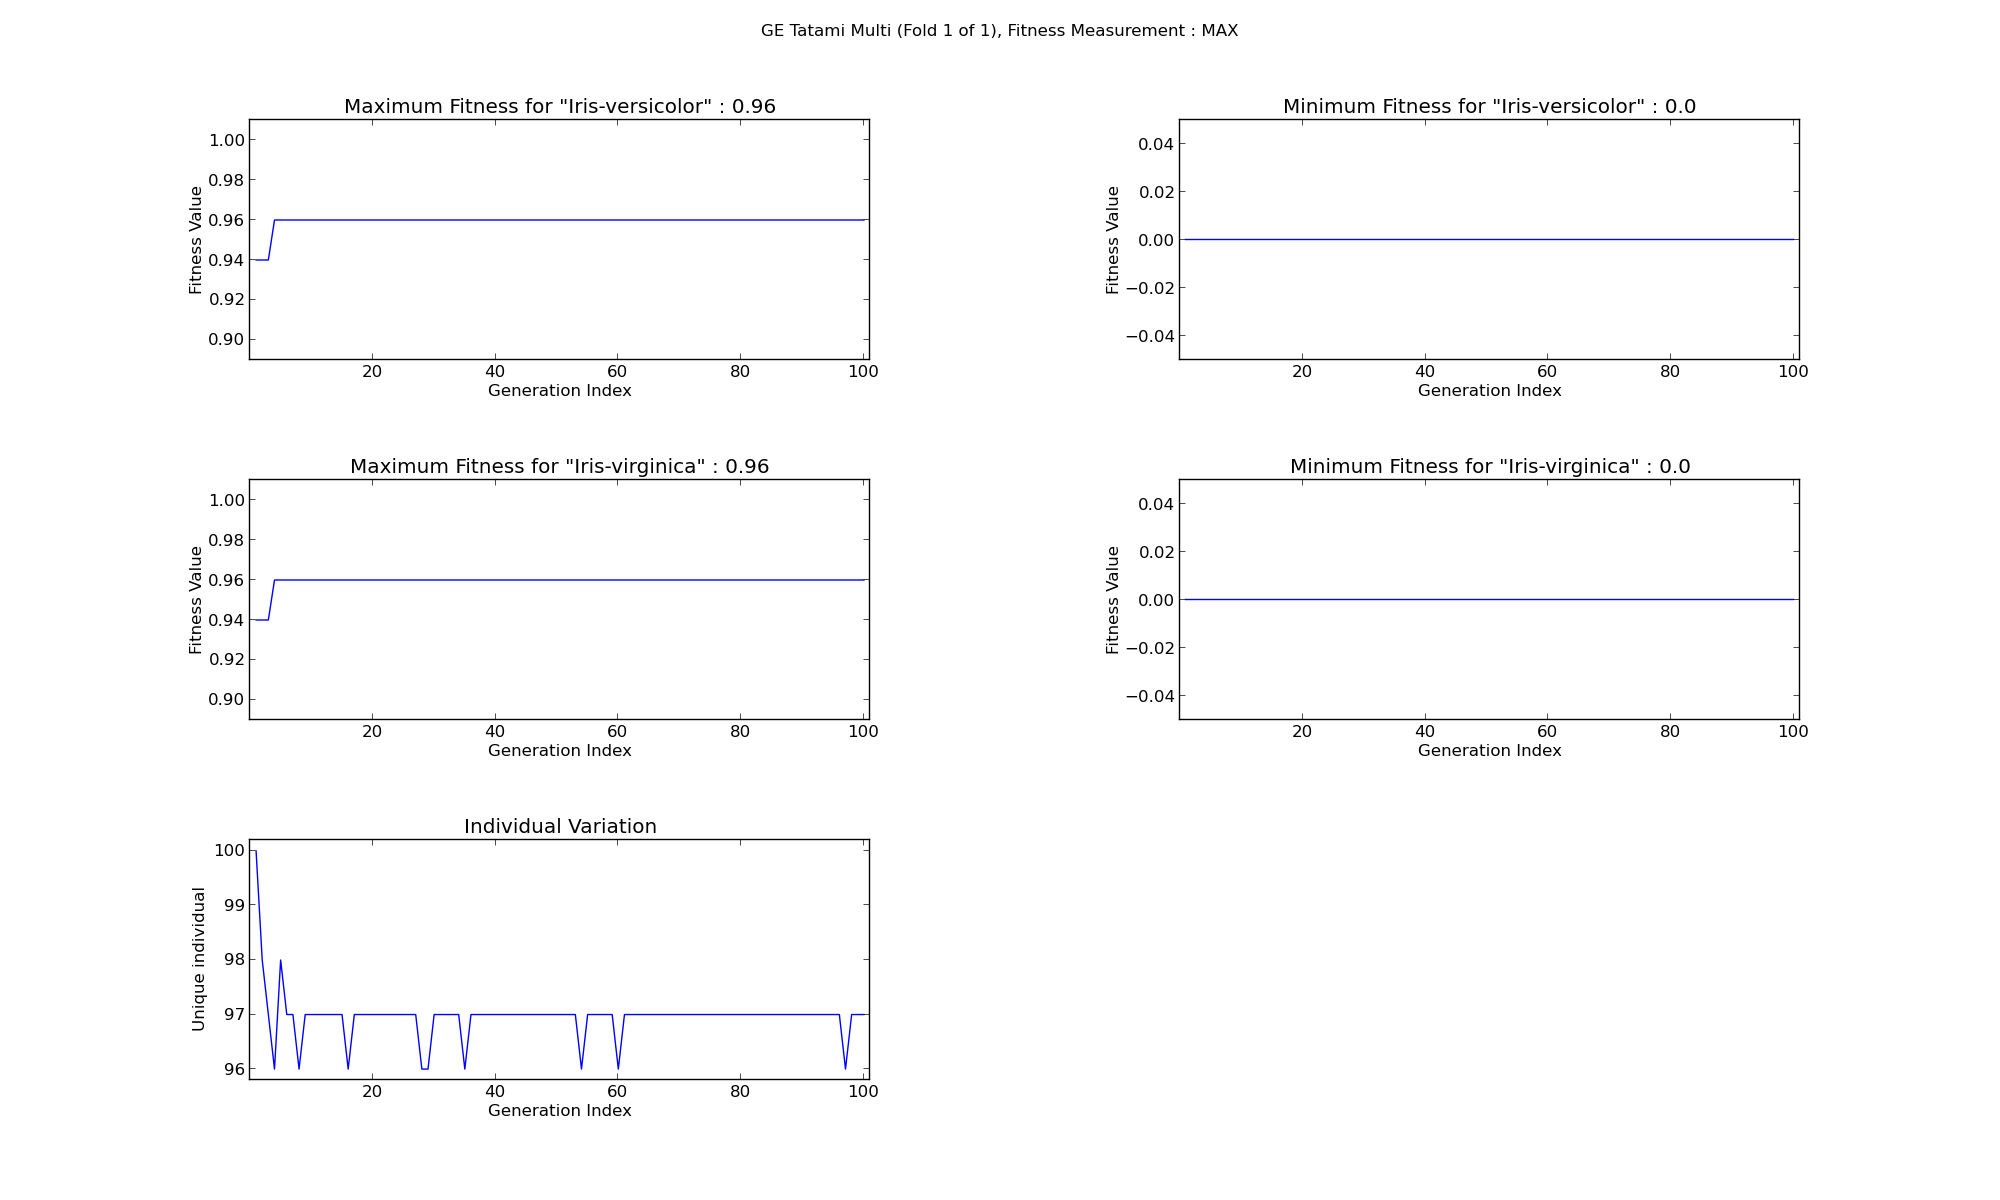 GE Tatami Multi (Fold 1 of 1), Fitness Measurement : MAX
Maximum Fitness for "Iris-versicolor" : 0.96
1.00
0.98
0.96
0.94
0.92
0.90
Fitness Value
20 40 60 80 100
Generation Index
Minimum Fitness for "Iris-versicolor" : 0.0
0.04
0.02
0.00
−0.02
−0.04
Fitness Value
20 40 60 80 100
Generation Index
Maximum Fitness for "Iris-virginica" : 0.96
1.00
0.98
0.96
0.94
0.92
0.90
Fitness Value
20 40 60 80 100
Generation Index
Minimum Fitness for "Iris-virginica" : 0.0
0.04
0.02
0.00
−0.02
−0.04
Fitness Value
20 40 60 80 100
Generation Index
Individual Variation
100
99
98
97
96
Unique individual
20 40 60 80 100
Generation Index